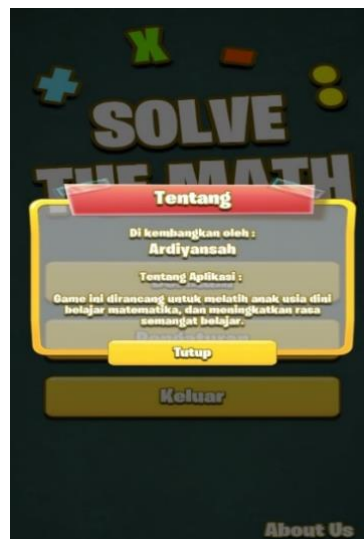 SOLVE
THE MATH
Tentang
Di kembangkan oleh :
Ardiyansah
Tentang Aplikasi :
Game ini dirancang untuk melatih anak usia dini
belajar matematika, dan meningkatkan rasa
semangat belajar.
Pengaturan
Tutup
Keluar
About Us